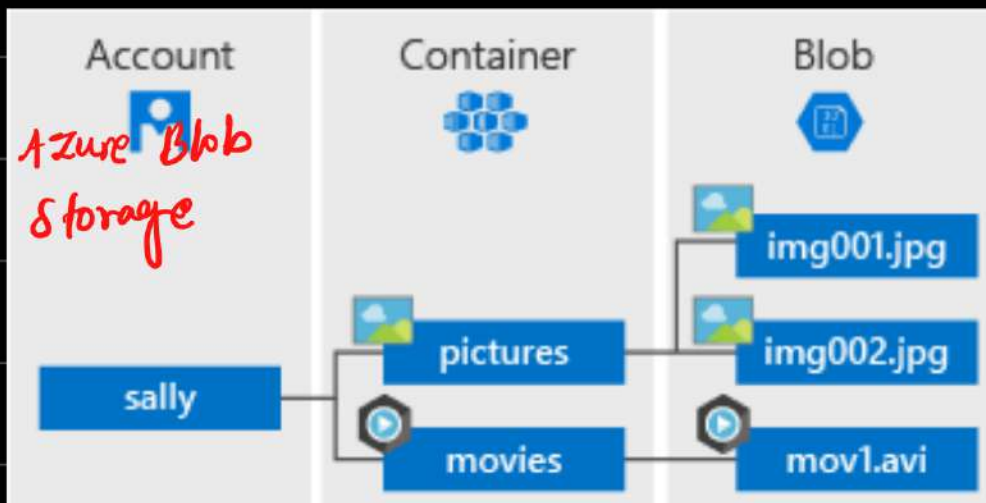 Account Container Blob
Azure Blob
Storage
img001.jpg
pictures img002.jpg
sally
movies mov1.avi